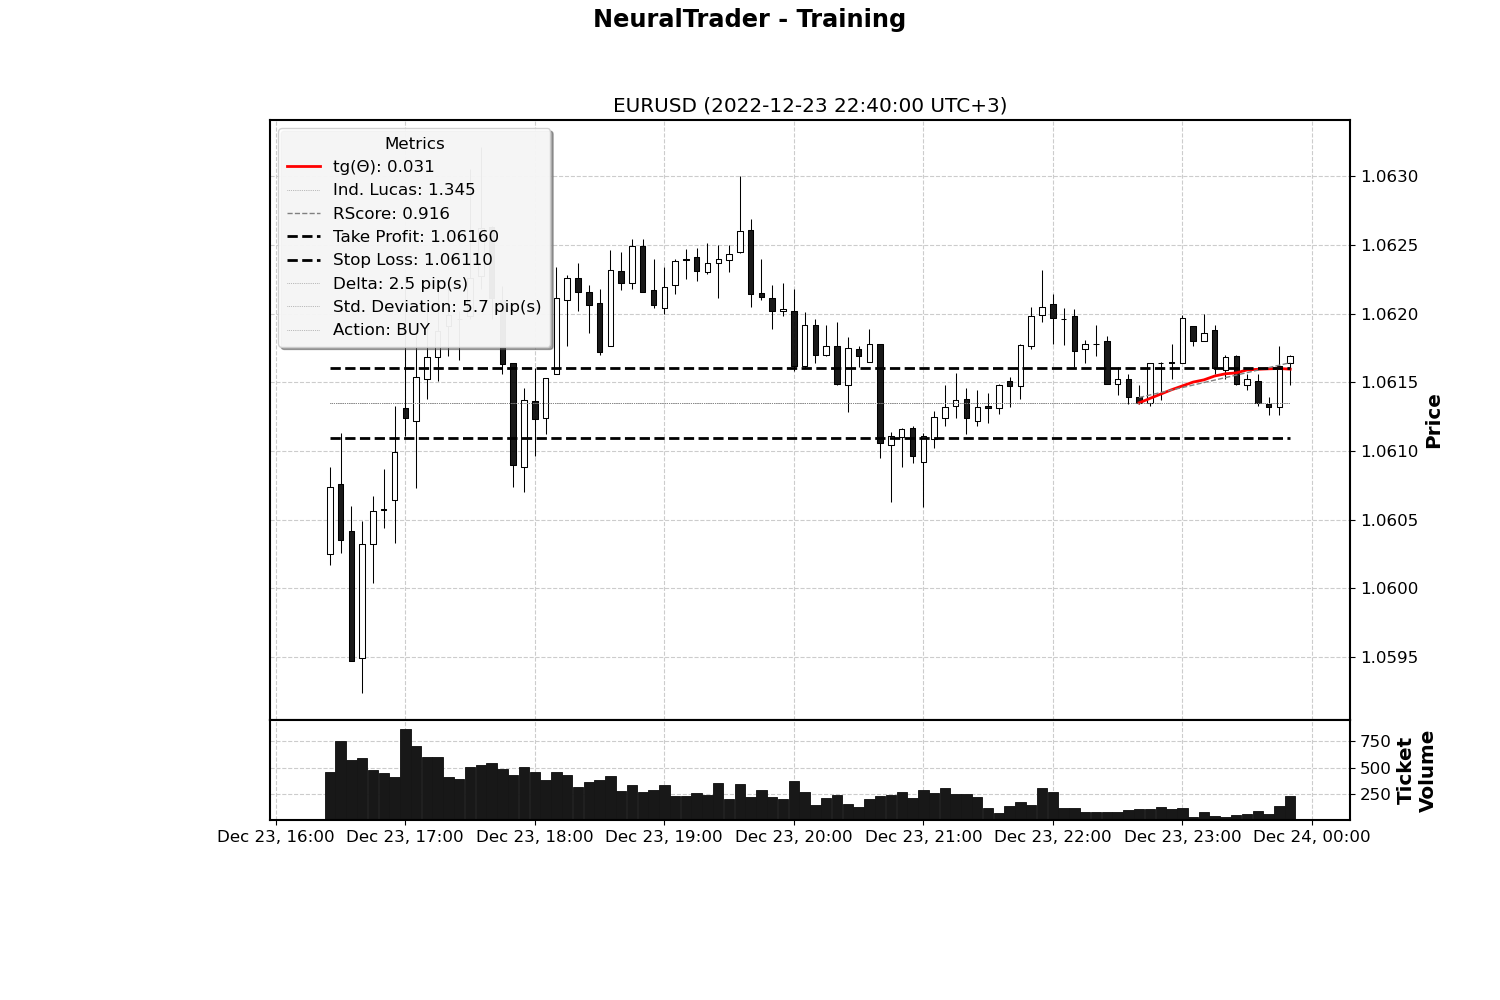 NeuralTrader - Training
EURUSD (2022-12-23 22:40:00 UTC+3)
Metrics
tg(Θ): 0.031
Ind. Lucas: 1.345
RScore: 0.916
Take Profit: 1.06160
Stop Loss: 1.06110
Delta: 2.5 pip(s)
Std. Deviation: 5.7 pip(s)
Action: BUY
1.0630
1.0625
1.0620
1.0615
1.0610
1.0605
1.0600
1.0595
Price
750
500
250
Ticket
Volume
Dec 23, 16:00 Dec 23, 17:00 Dec 23, 18:00 Dec 23, 19:00 Dec 23, 20:00 Dec 23, 21:00 Dec 23, 22:00 Dec 23, 23:00 Dec 24, 00:00